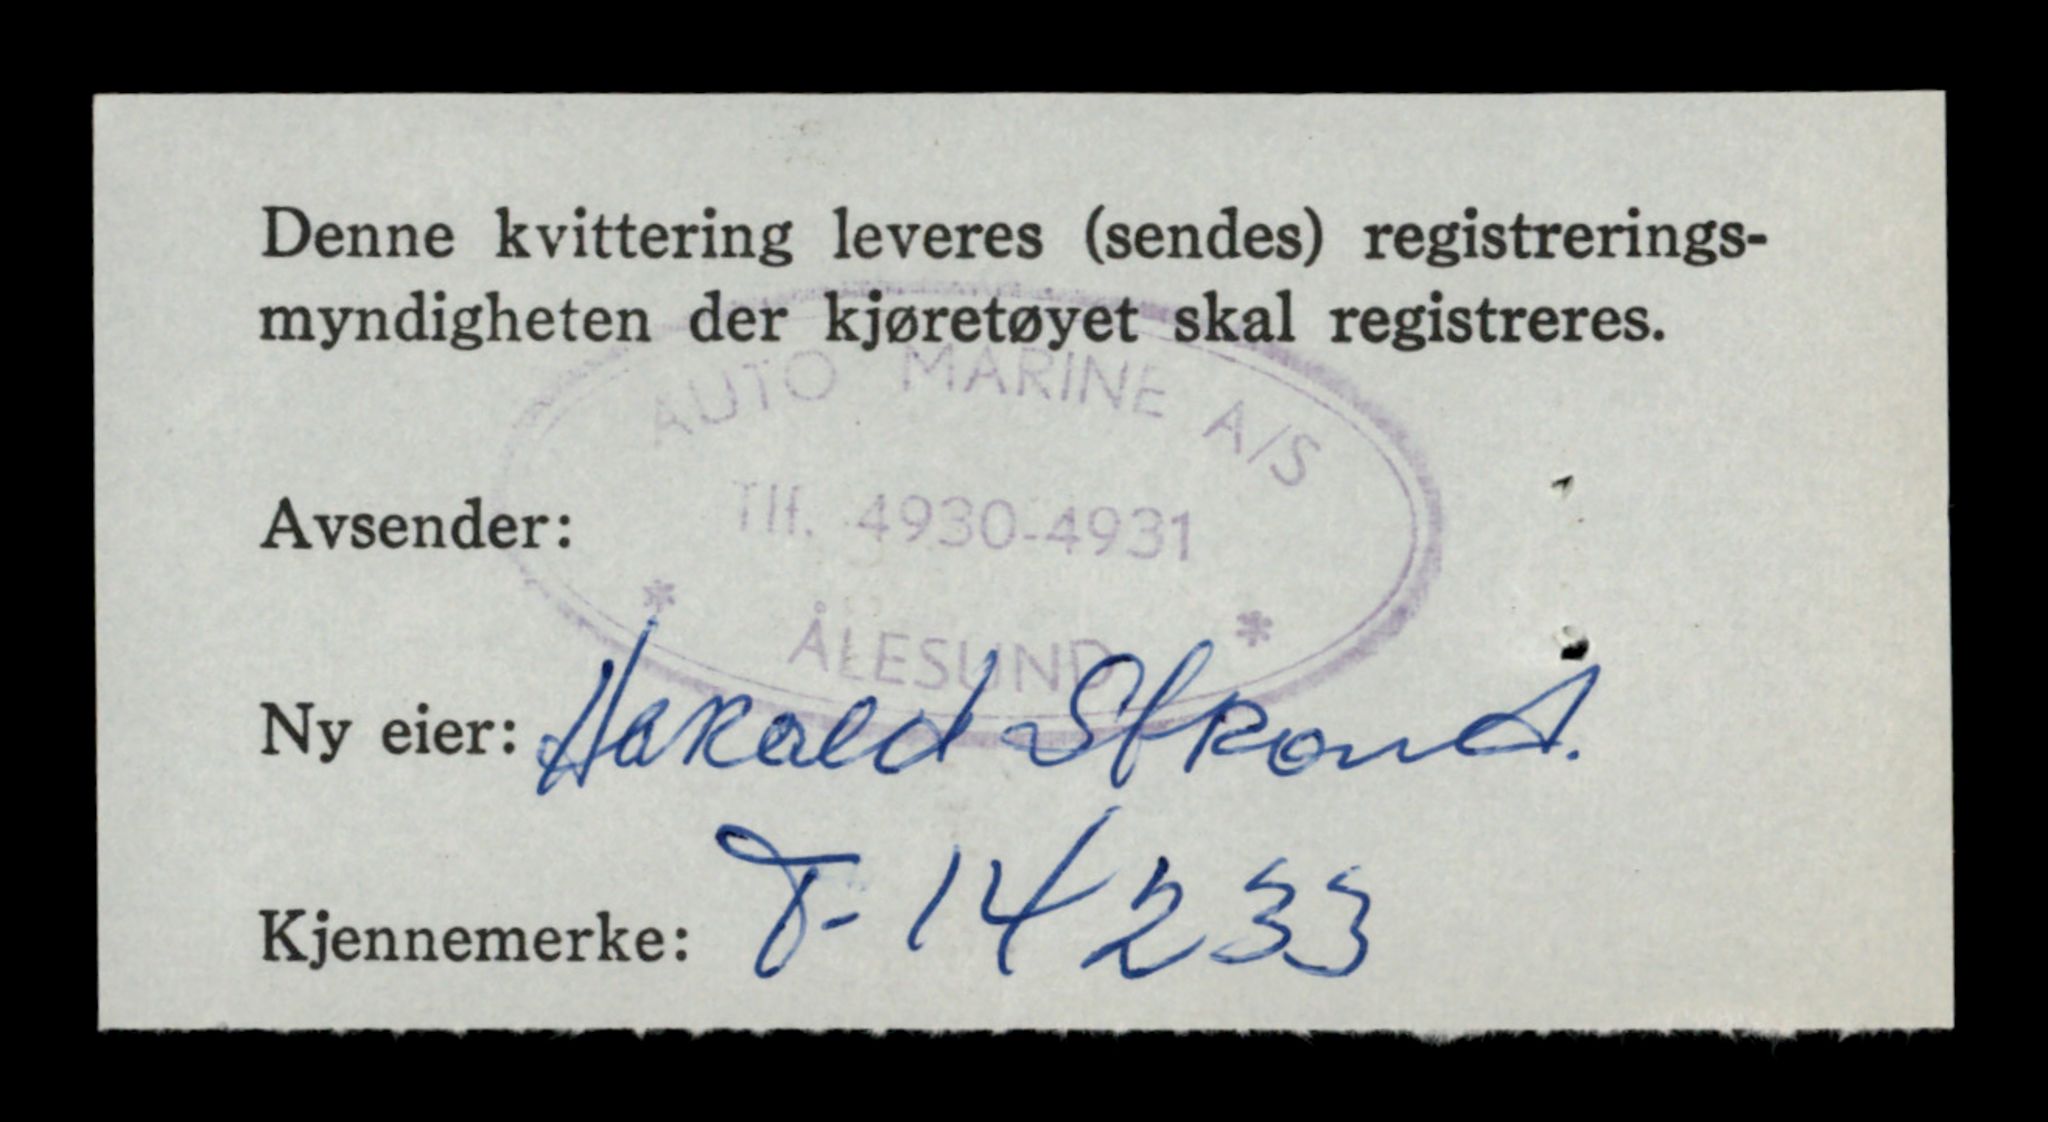 Denne kvittering leveres (sendes) registrerings-
myndigheten der kjøretøyet skal registreres.
AUTO MARINE A/S
Avsender:
Tlf. 4930-4931
* ÅLESUND *
Ny eier: Harald Strand.
Kjennemerke: T-14233